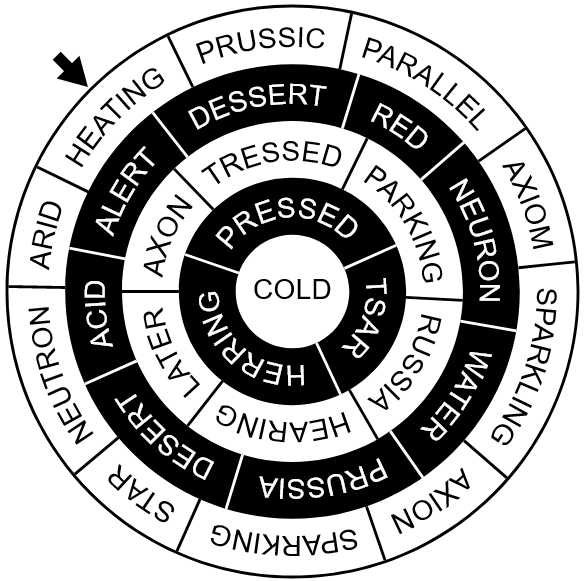 HEATING
PRUSSIC
PARALLEL
AXIOM
SPARKLING
AXION
SPARKING
STAR
NEUTRON
ARID
ALERT
DESSERT
RED
NEURON
WATER
PRUSSIA
DESERT
ACID
AXON
TRESSED
PARKING
RUSSIA
HEARING
LATER
PRESSED
TSAR
HERRING
COLD